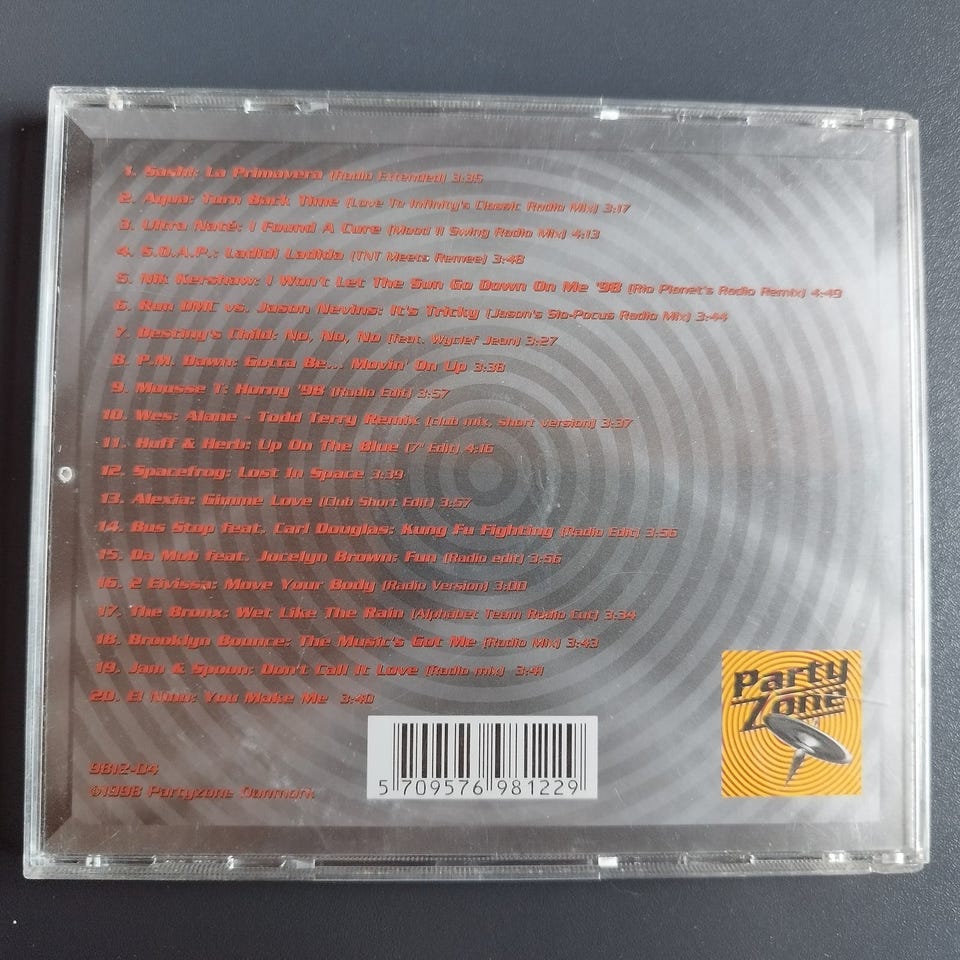 1. Sash!: La Primavera (Radio Extended) 3:35
2. Aqua: Turn Back Time (Love To Infinity's Classic Radio Mix) 3:17
3. Ultra Naté: I Found A Cure (Mood II Swing Radio Mix) 4:13
4. S.O.A.P.: Ladidi Ladida (TNT Meets Remee) 3:48
5. Nik Kershaw: I Won't Let The Sun Go Down On Me '98 (Rio Planet's Radio Remix) 4:49
6. Run DMC vs. Jason Nevins: It's Tricky (Jason's Slo-Pocus Radio Mix) 3:44
7. Destiny's Child: No, No, No (feat. Wyclef Jean) 3:27
8. P.M. Dawn: Gotta Be... Movin' On Up 3:38
9. Mousse T: Horny '98 (Radio Edit) 3:57
10. Wes: Alane - Todd Terry Remix (club mix, short version) 3:37
11. Huff & Herb: Up On The Blue (7" Edit) 4:16
12. Spacefrog: Lost In Space 3:39
13. Alexia: Gimme Love (Club Short Edit) 3:57
14. Bus Stop feat. Carl Douglas: Kung Fu Fighting (Radio Edit) 3:56
15. Da Mob feat. Jocelyn Brown: Fun (Radio edit) 3:56
16. 2 Eivissa: Move Your Body (Radio Version) 3:00
17. The Bronx: Wet Like The Rain (Alphabet Team Radio Cut) 3:34
18. Brooklyn Bounce: The Music's Got Me (Radio Mix) 3:43
19. Jam & Spoon: Don't Call It Love (Radio mix) 3:41
20. El Nino: You Make Me 3:40
Party
Zone
9812-D4
©1998 Partyzone Danmark
5 709576 981229